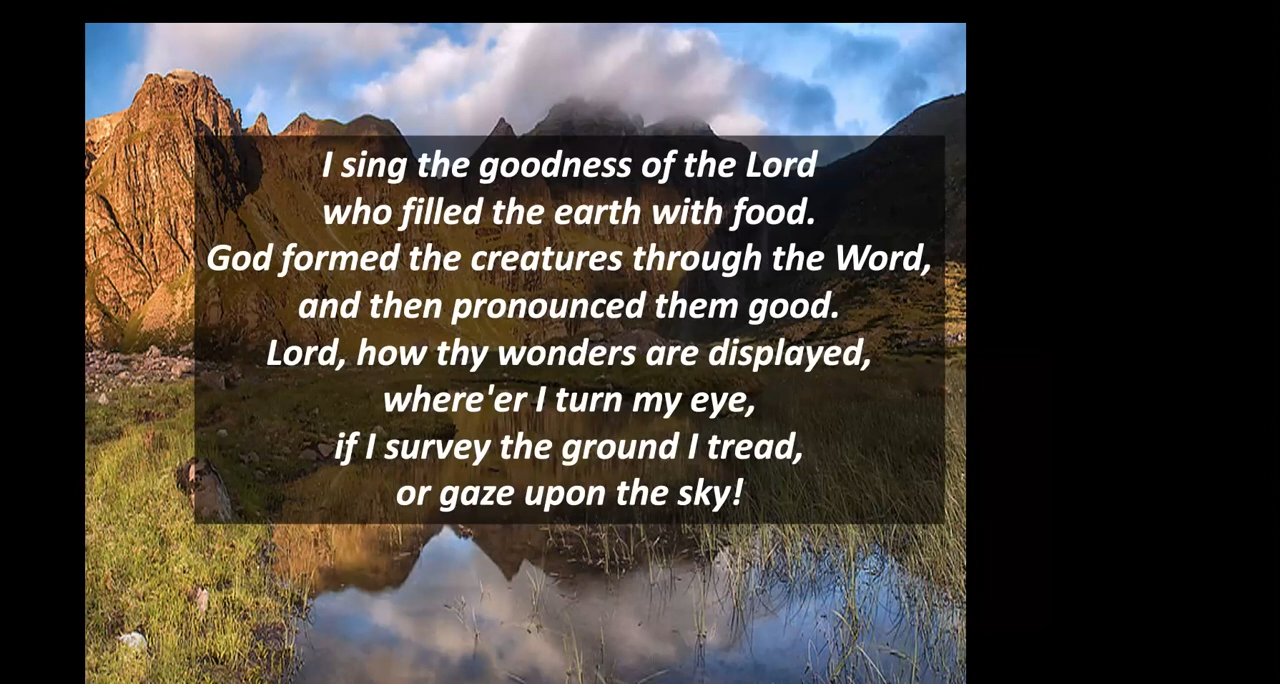 I sing the goodness of the Lord
who filled the earth with food.
God formed the creatures through the Word,
and then pronounced them good.
Lord, how thy wonders are displayed,
where'er I turn my eye,
if I survey the ground I tread,
or gaze upon the sky!